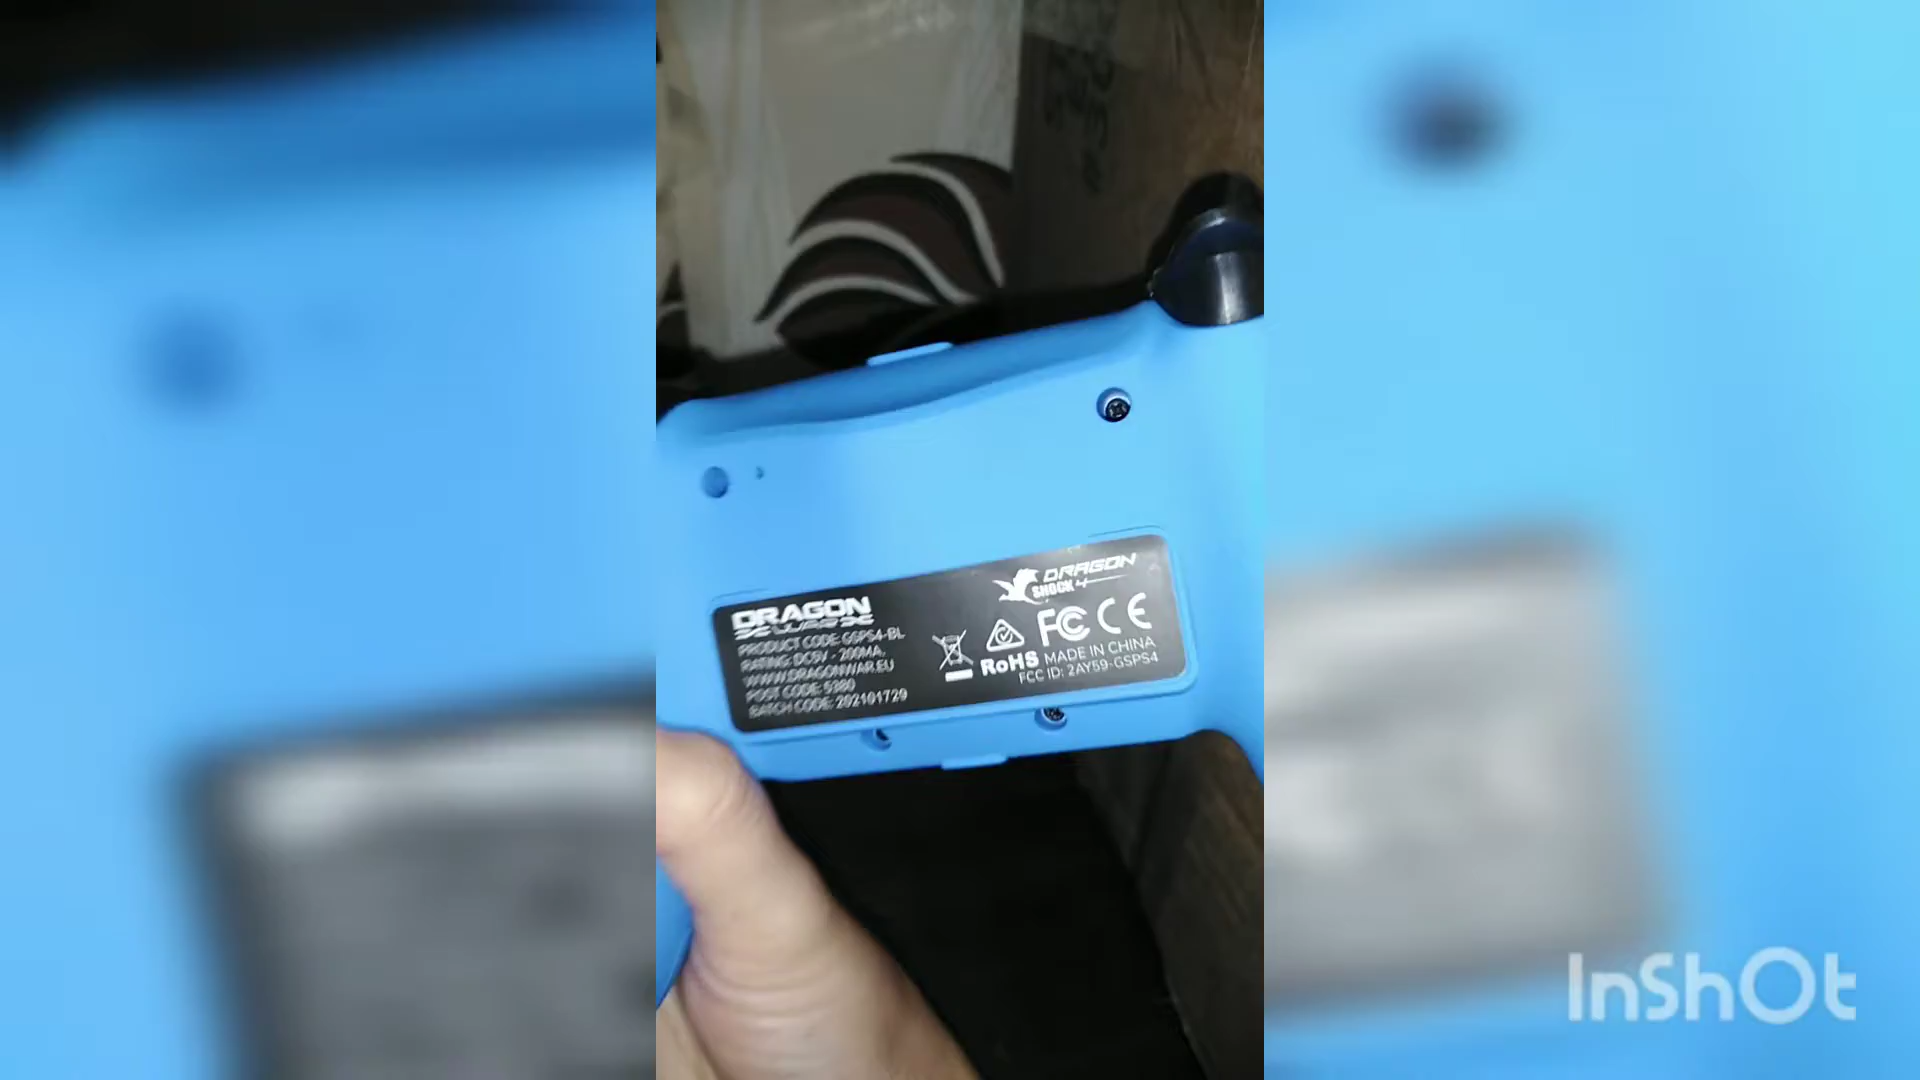 DRAGON
WAR
PRODUCT CODE: GSPS4-BL
RATING: DC5V - 200MA.
WWW.DRAGONWAR.EU
POST CODE: 5380
BATCH CODE: 202101729
DRAGON
SHOCK 4
FC CE
RoHS MADE IN CHINA
FCC ID: 2AY59-GSPS4
InShOt